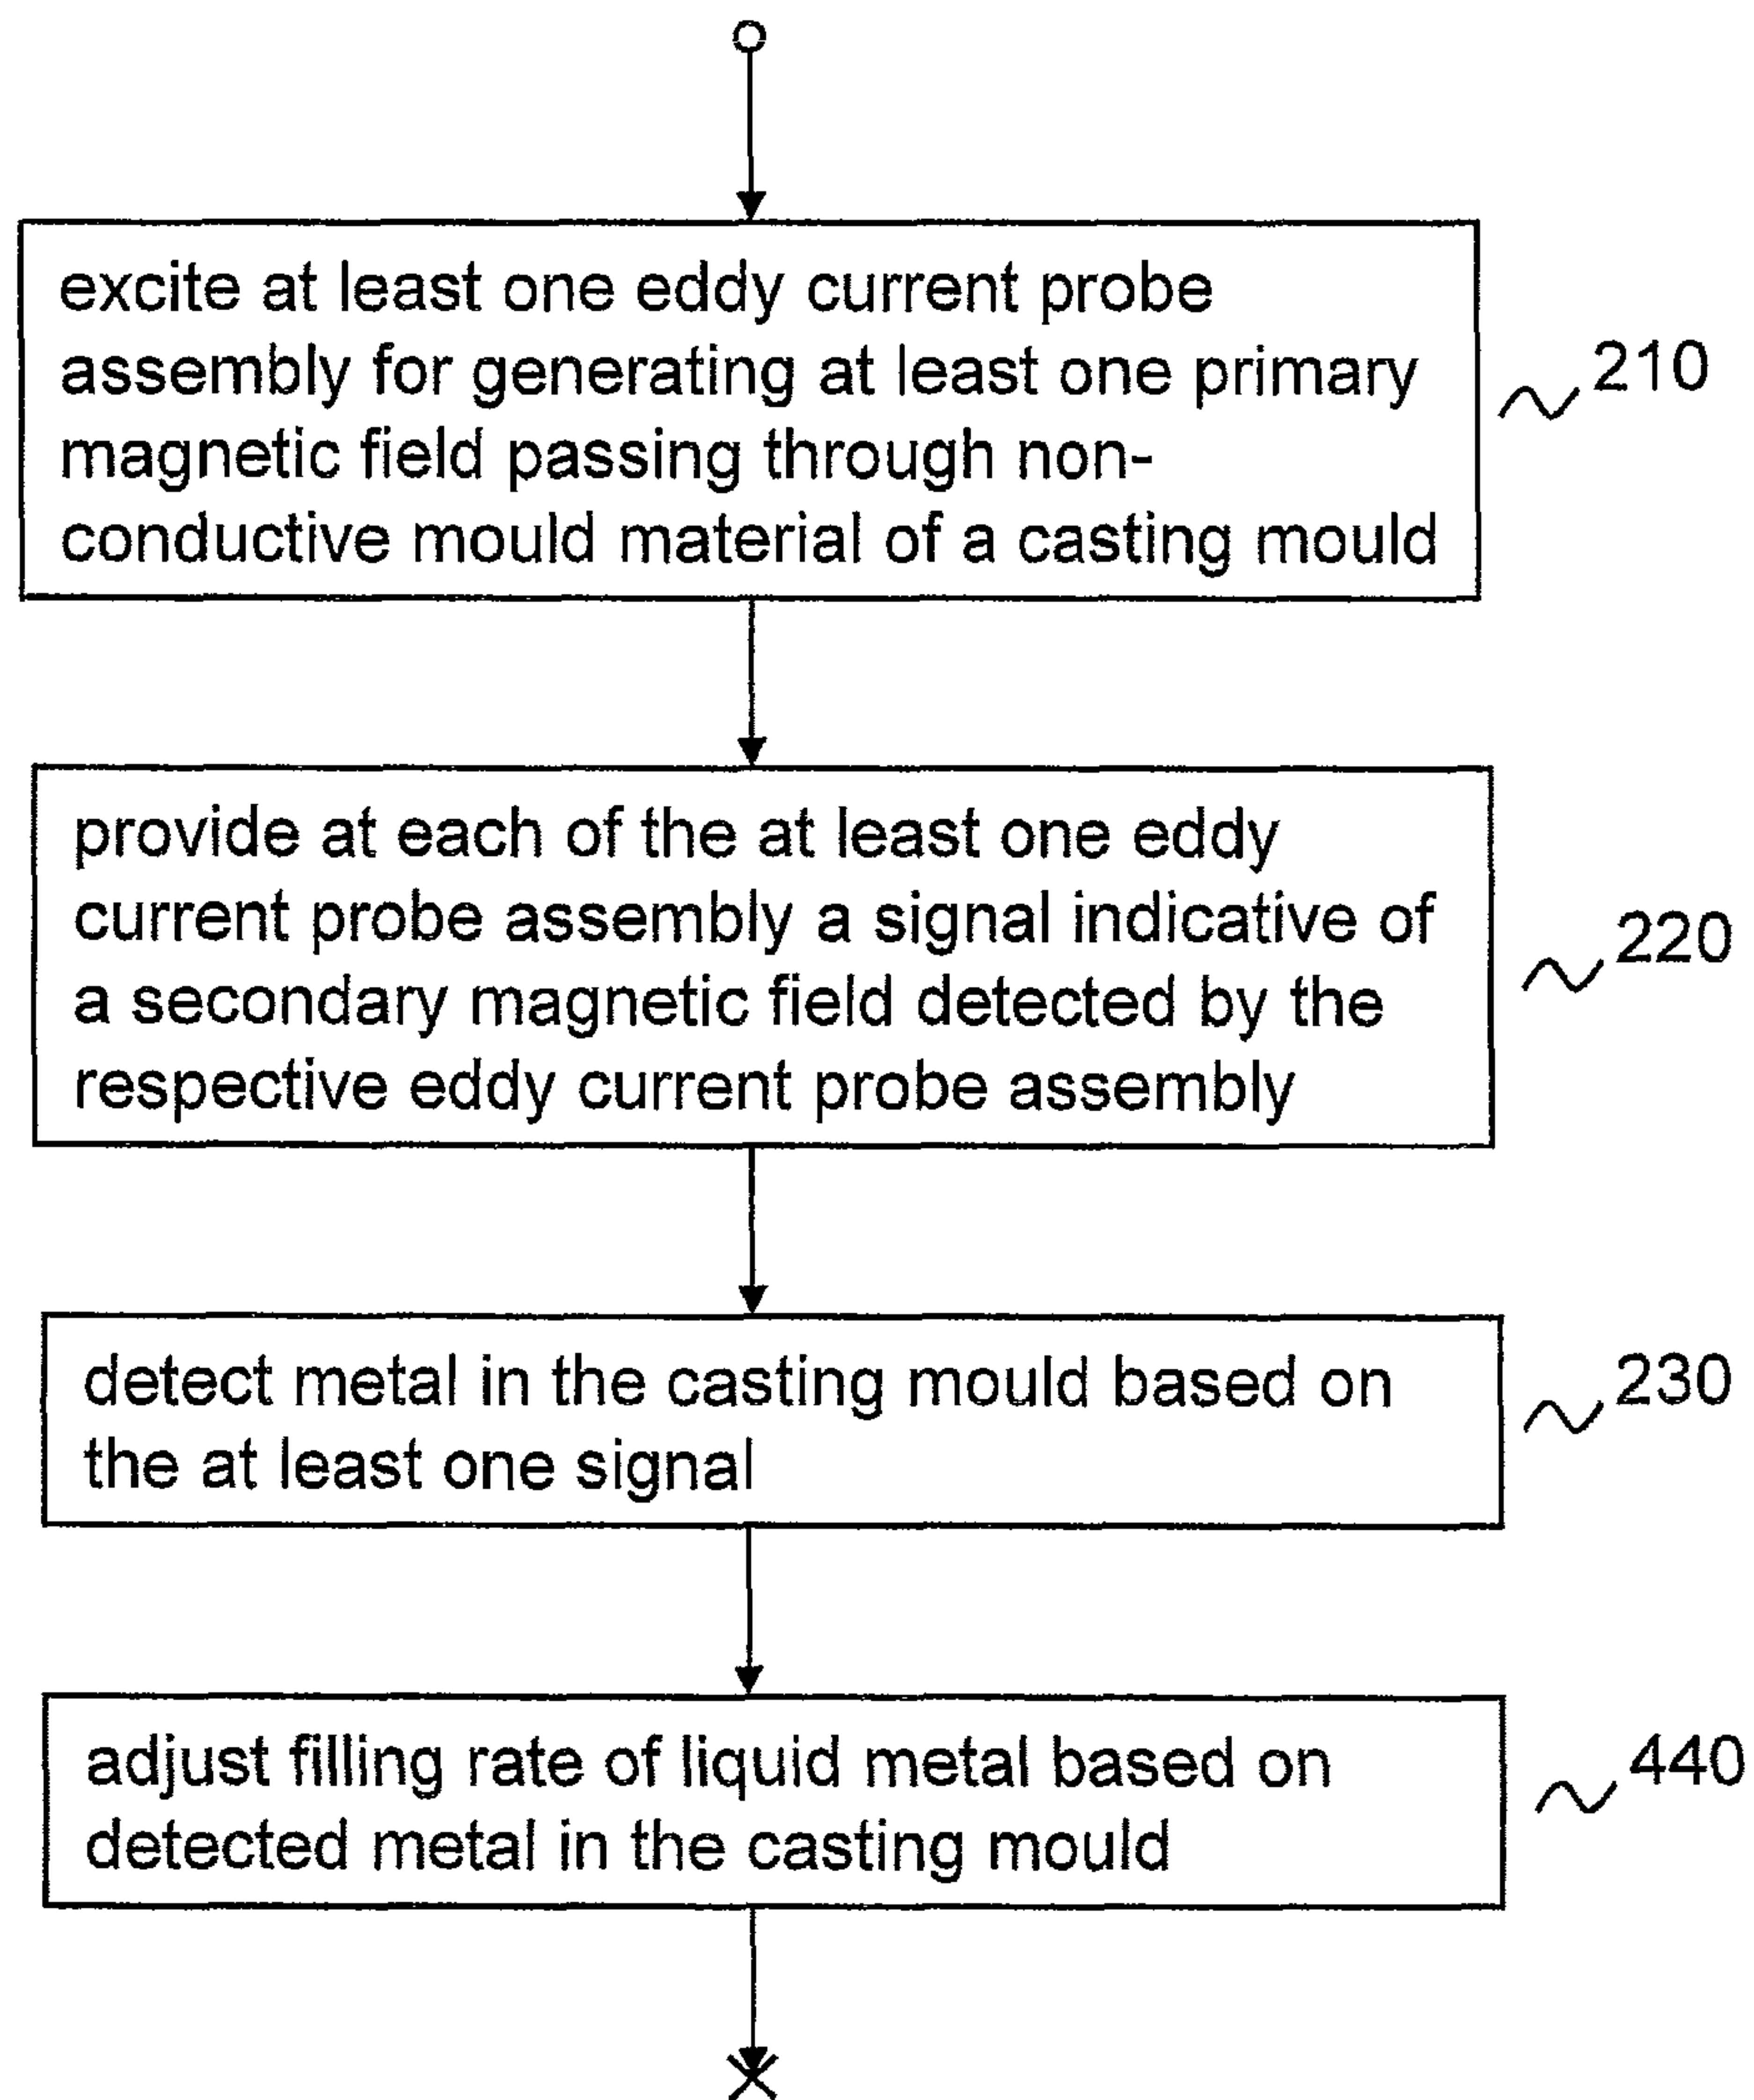 excite at least one eddy current probe
assembly for generating at least one primary
magnetic field passing through non-
conductive mould material of a casting mould
210
provide at each of the at least one eddy
current probe assembly a signal indicative of
a secondary magnetic field detected by the
respective eddy current probe assembly
220
detect metal in the casting mould based on
the at least one signal
230
adjust filling rate of liquid metal based on
detected metal in the casting mould
440